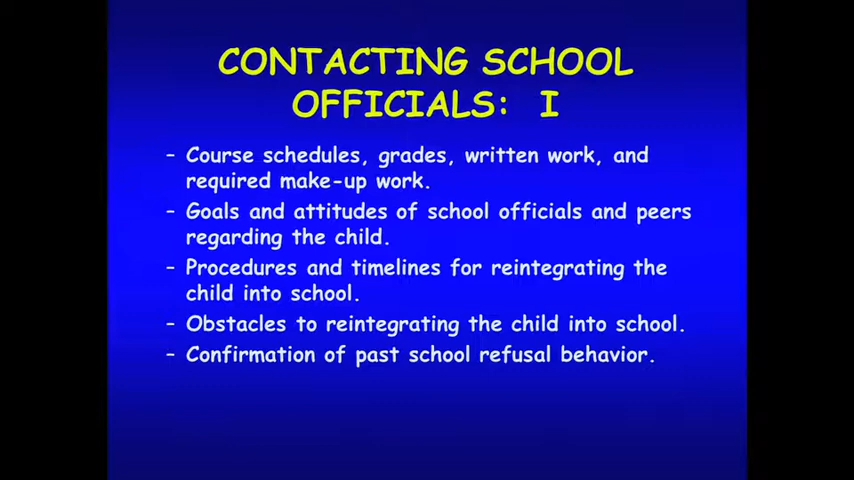 CONTACTING SCHOOL
OFFICIALS: I
- Course schedules, grades, written work, and
required make-up work.
- Goals and attitudes of school officials and peers
regarding the child.
- Procedures and timelines for reintegrating the
child into school.
- Obstacles to reintegrating the child into school.
- Confirmation of past school refusal behavior.